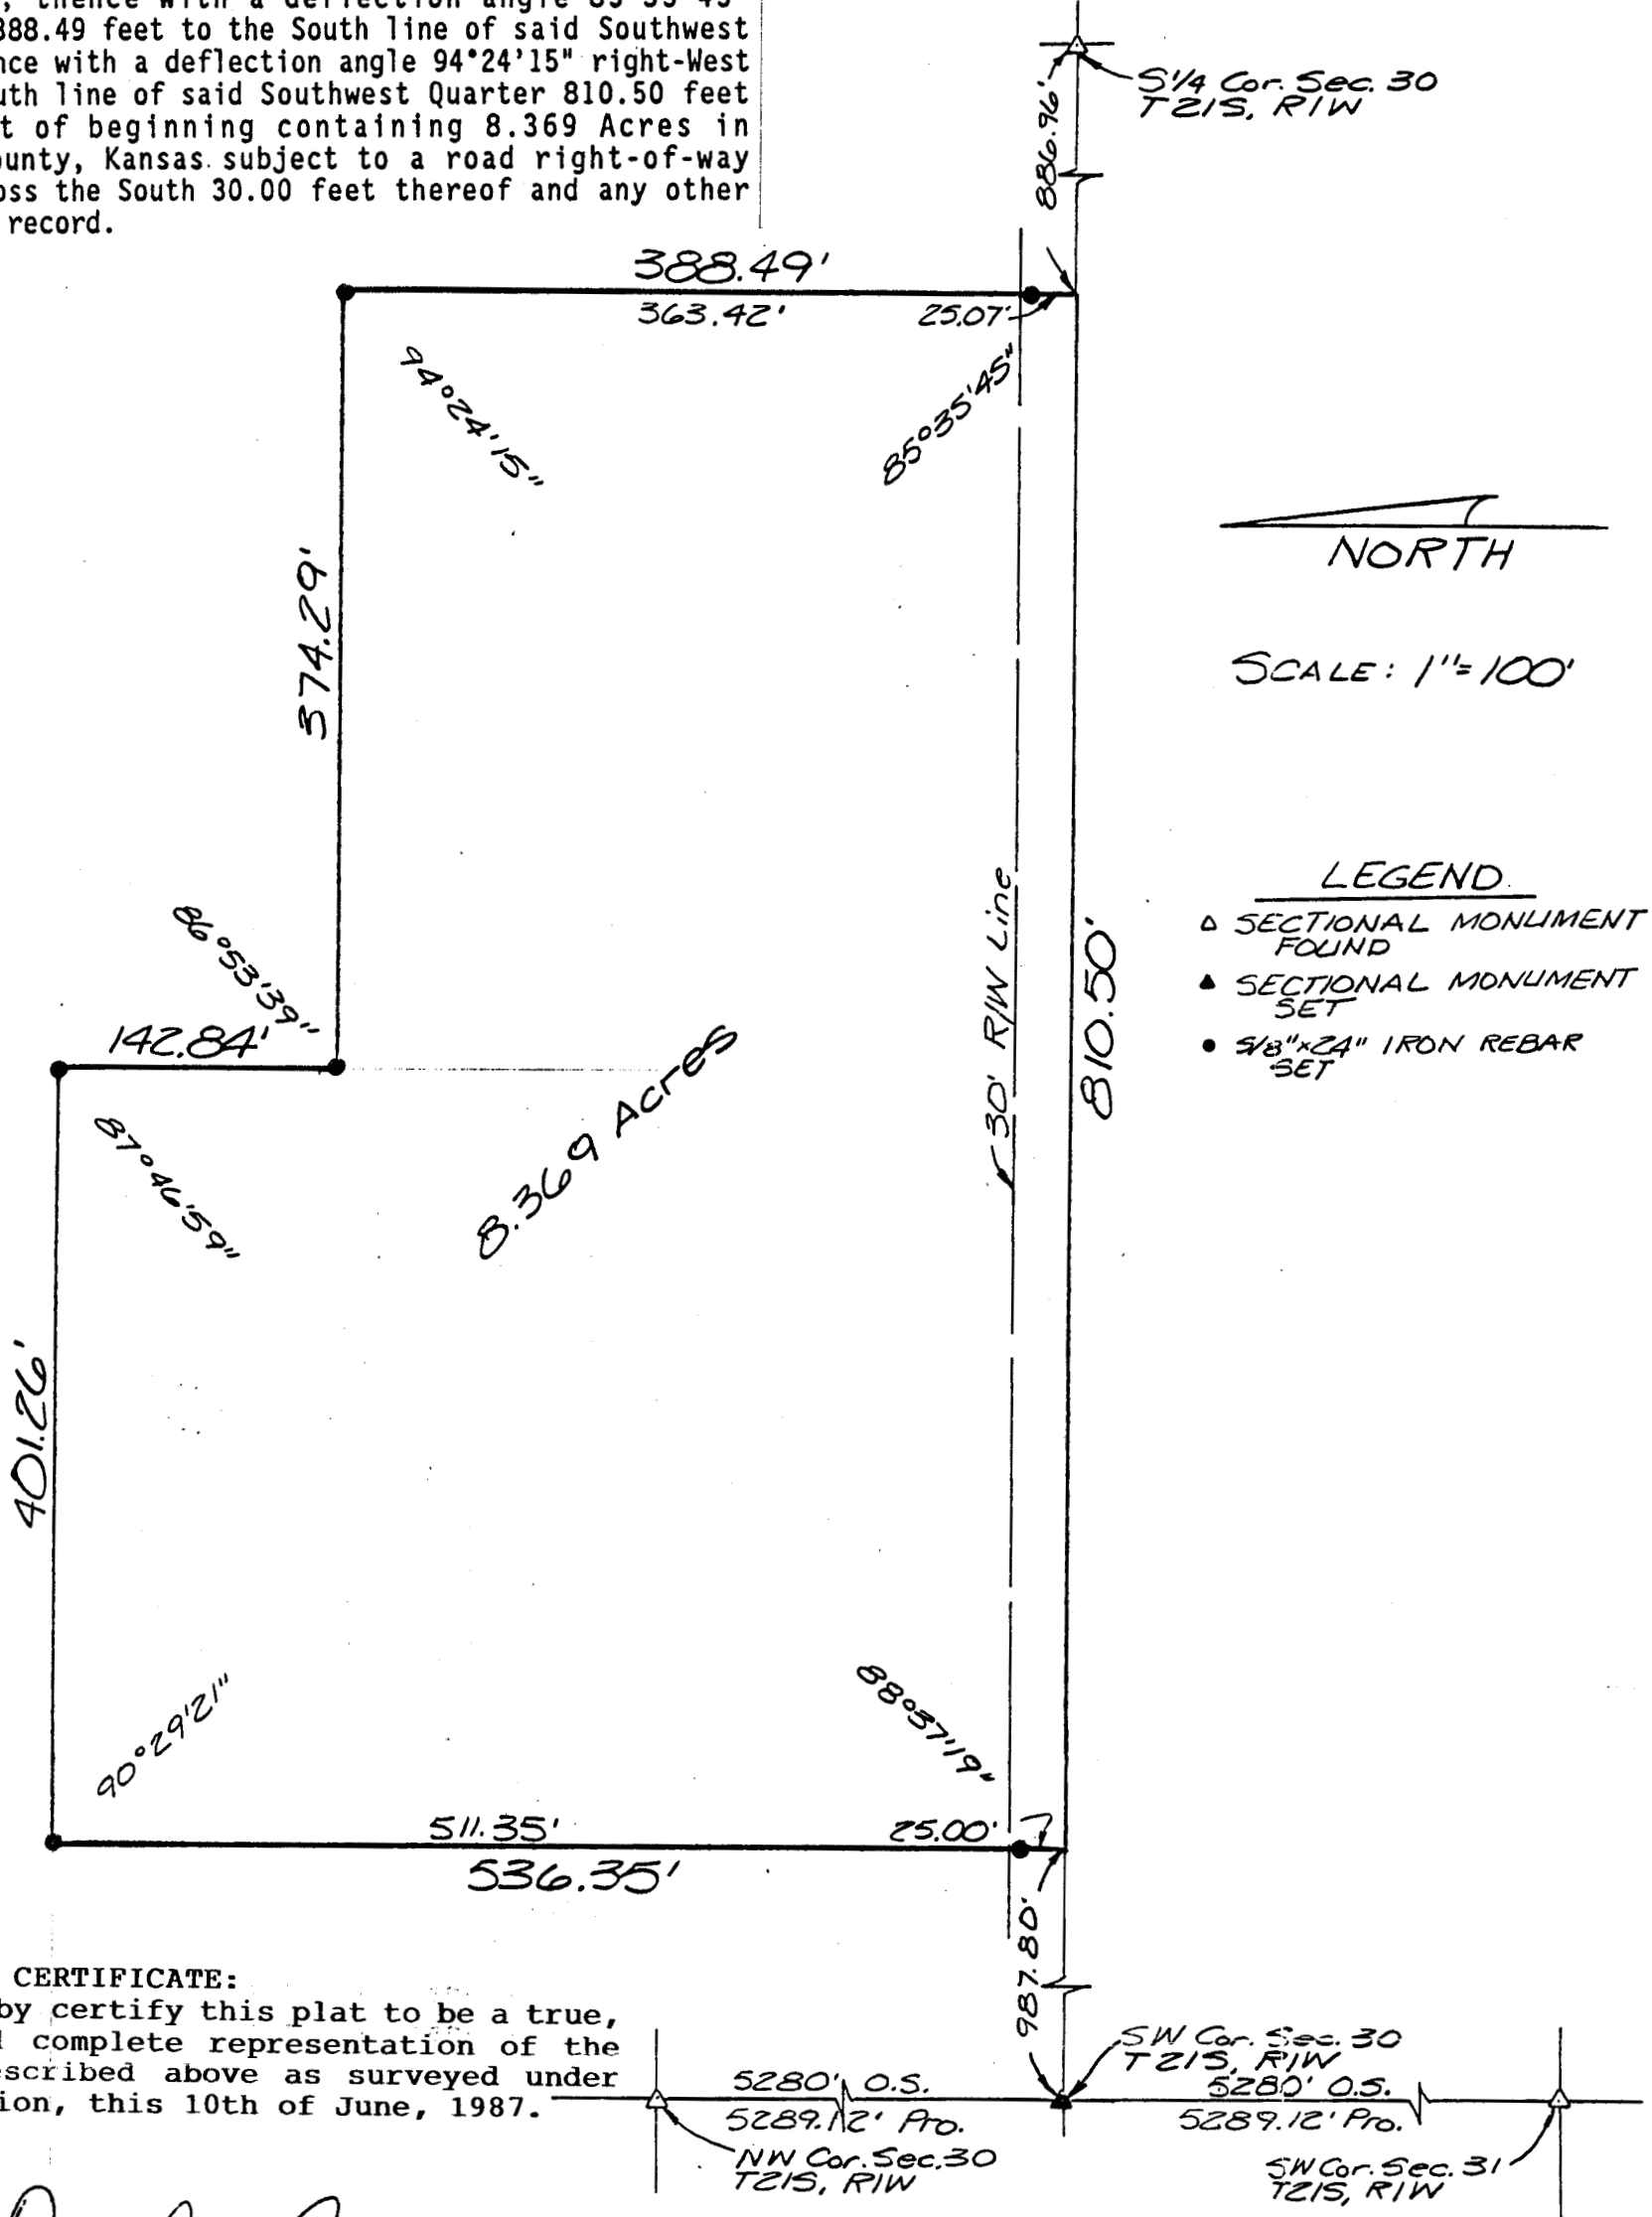 388.49 feet to the South line of said Southwest
with a deflection angle 94°24'15" right-West
line of said Southwest Quarter 810.50 feet
of beginning containing 8.369 Acres in
Kansas. subject to a road right-of-way
the South 30.00 feet thereof and any other
record.
S1/4 Cor. Sec. 30
T21S, R1W
886.96'
388.49'
363.42'
25.07'
94°24'15"
85°35'45"
NORTH
374.29'
SCALE: 1"=100'
LEGEND
△ SECTIONAL MONUMENT
FOUND
▲ SECTIONAL MONUMENT
SET
● 5/8"x24" IRON REBAR
SET
30' R/W Line
810.50'
86°53'39"
142.84'
8.369 Acres
87°46'59"
401.26'
90°29'21"
88°37'19"
511.35'
25.00'
536.35'
987.80'
CERTIFICATE:
certify this plat to be a true,
complete representation of the
above as surveyed under
this 10th of June, 1987.
SW Cor. Sec. 30
T21S, R1W
5280' O.S.
5289.12' Pro.
5280' O.S.
5289.12' Pro.
NW Cor. Sec. 30
T21S, R1W
SW Cor. Sec. 31
T21S, R1W